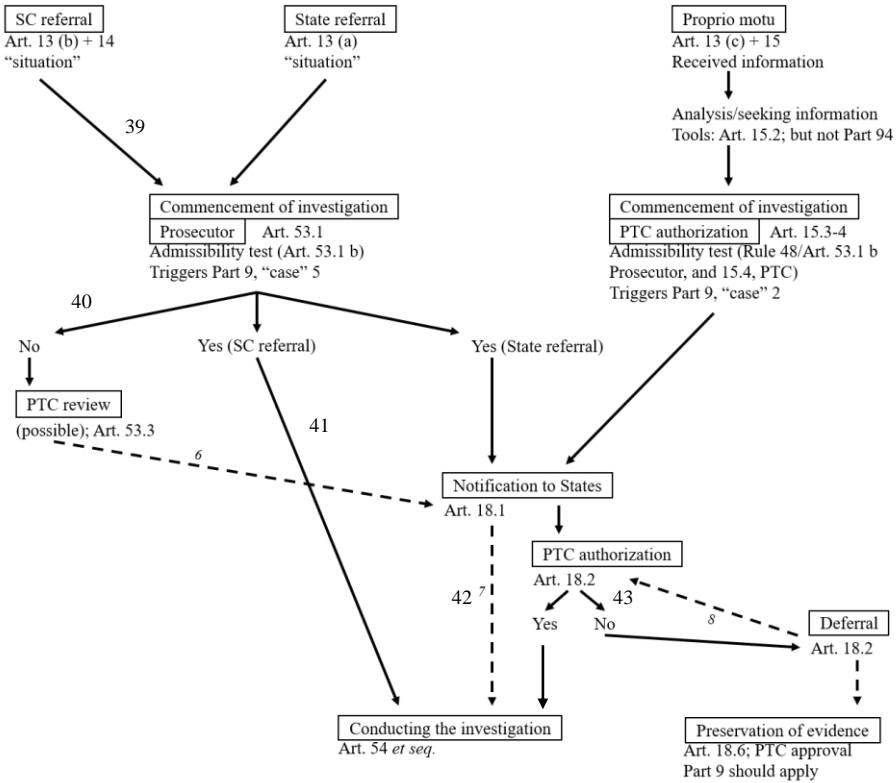 SC referral
Art. 13 (b) + 14
“situation”
State referral
Art. 13 (a)
“situation”
Proprio motu
Art. 13 (c) + 15
Received information
Analysis/seeking information
Tools: Art. 15.2; but not Part 94
39
Commencement of investigation
Prosecutor Art. 53.1
Admissibility test (Art. 53.1 b)
Triggers Part 9, “case” 5
Commencement of investigation
PTC authorization Art. 15.3-4
Admissibility test (Rule 48/Art. 53.1 b
Prosecutor, and 15.4, PTC)
Triggers Part 9, “case” 2
40
No
Yes (SC referral)
Yes (State referral)
PTC review
(possible); Art. 53.3
41
6
Notification to States
Art. 18.1
PTC authorization
Art. 18.2
42 7
43
Yes
No
8
Deferral
Art. 18.2
Conducting the investigation
Art. 54 et seq.
Preservation of evidence
Art. 18.6; PTC approval
Part 9 should apply